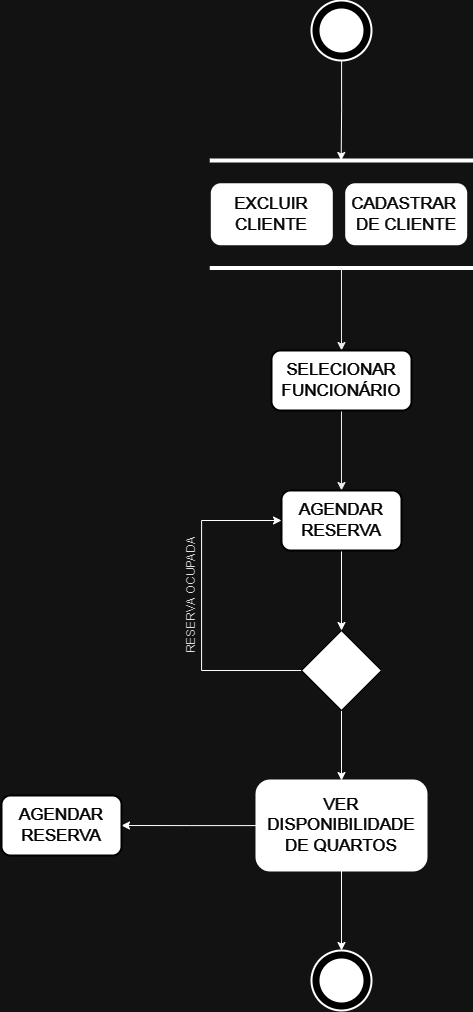 EXCLUIR
CLIENTE
CADASTRAR
DE CLIENTE
SELECIONAR
FUNCIONÁRIO
AGENDAR
RESERVA
RESERVA OCUPADA
VER
DISPONIBILIDADE
DE QUARTOS
AGENDAR
RESERVA